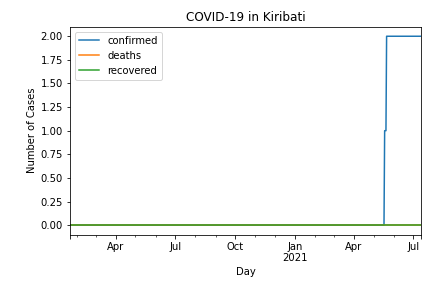 COVID-19 in Kiribati
confirmed
deaths
recovered
Number of Cases
2.00
1.75
1.50
1.25
1.00
0.75
0.50
0.25
0.00
Apr Jul Oct Jan Apr Jul
2021
Day